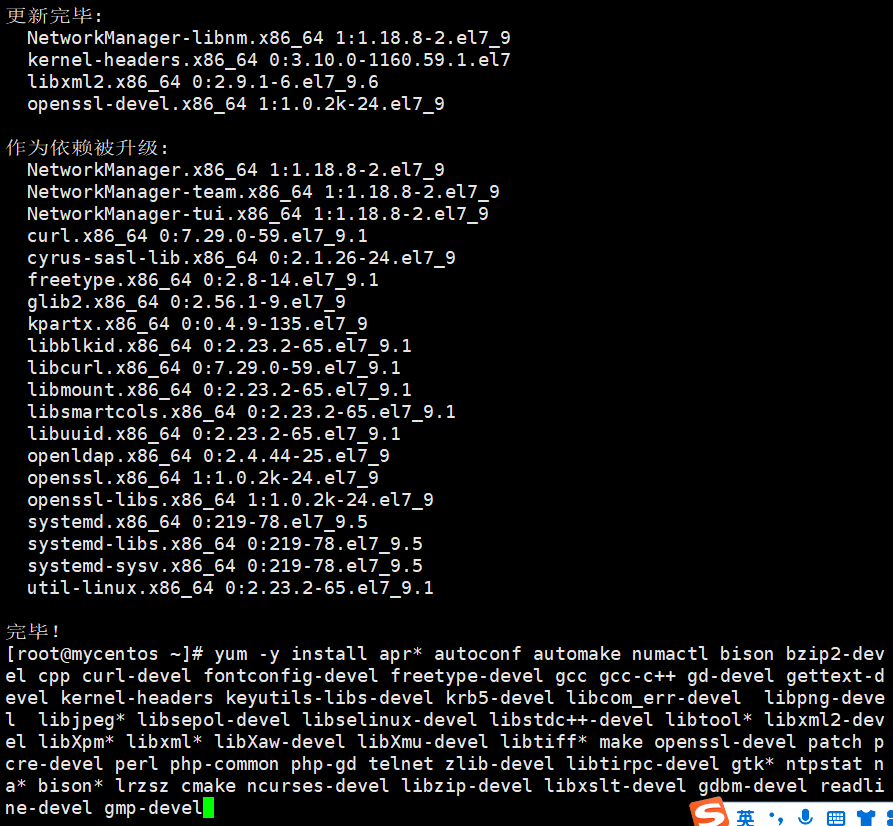 更新完毕:
  NetworkManager-libnm.x86_64 1:1.18.8-2.el7_9
  kernel-headers.x86_64 0:3.10.0-1160.59.1.el7
  libxml2.x86_64 0:2.9.1-6.el7_9.6
  openssl-devel.x86_64 1:1.0.2k-24.el7_9

作为依赖被升级:
  NetworkManager.x86_64 1:1.18.8-2.el7_9
  NetworkManager-team.x86_64 1:1.18.8-2.el7_9
  NetworkManager-tui.x86_64 1:1.18.8-2.el7_9
  curl.x86_64 0:7.29.0-59.el7_9.1
  cyrus-sasl-lib.x86_64 0:2.1.26-24.el7_9
  freetype.x86_64 0:2.8-14.el7_9.1
  glib2.x86_64 0:2.56.1-9.el7_9
  kpartx.x86_64 0:0.4.9-135.el7_9
  libblkid.x86_64 0:2.23.2-65.el7_9.1
  libcurl.x86_64 0:7.29.0-59.el7_9.1
  libmount.x86_64 0:2.23.2-65.el7_9.1
  libsmartcols.x86_64 0:2.23.2-65.el7_9.1
  libuuid.x86_64 0:2.23.2-65.el7_9.1
  openldap.x86_64 0:2.4.44-25.el7_9
  openssl.x86_64 1:1.0.2k-24.el7_9
  openssl-libs.x86_64 1:1.0.2k-24.el7_9
  systemd.x86_64 0:219-78.el7_9.5
  systemd-libs.x86_64 0:219-78.el7_9.5
  systemd-sysv.x86_64 0:219-78.el7_9.5
  util-linux.x86_64 0:2.23.2-65.el7_9.1

完毕!
[root@mycentos ~]# yum -y install apr* autoconf automake numactl bison bzip2-dev
el cpp curl-devel fontconfig-devel freetype-devel gcc gcc-c++ gd-devel gettext-d
evel kernel-headers keyutils-libs-devel krb5-devel libcom_err-devel  libpng-deve
l  libjpeg* libsepol-devel libselinux-devel libstdc++-devel libtool* libxml2-dev
el libXpm* libxml* libXaw-devel libXmu-devel libtiff* make openssl-devel patch p
cre-devel perl php-common php-gd telnet zlib-devel libtirpc-devel gtk* ntpstat n
a* bison* lrzsz cmake ncurses-devel libzip-devel libxslt-devel gdbm-devel readli
ne-devel gmp-devel
英